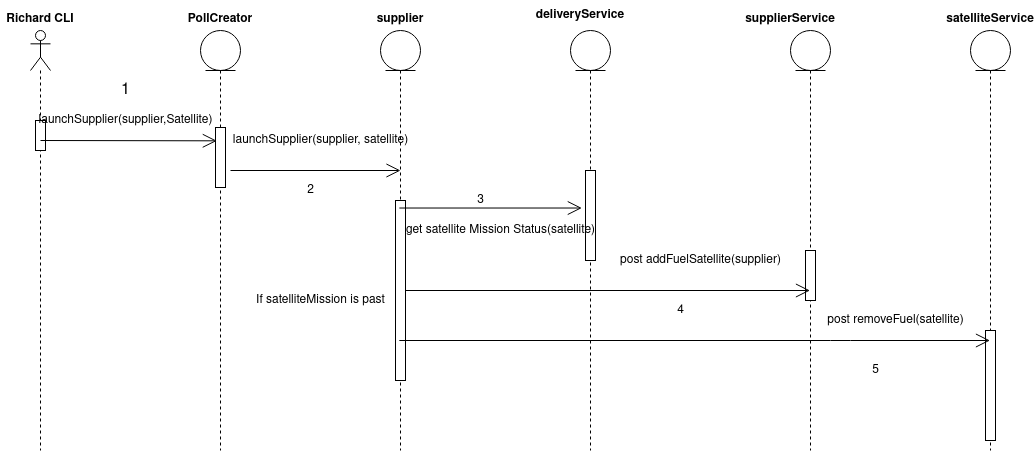 Richard CLI
PollCreator
supplier
deliveryService
supplierService
satelliteService
1
launchSupplier(supplier,Satellite)
launchSupplier(supplier, satellite)
2
3
get satellite Mission Status(satellite)
post addFuelSatellite(supplier)
If satelliteMission is past
4
post removeFuel(satellite)
5